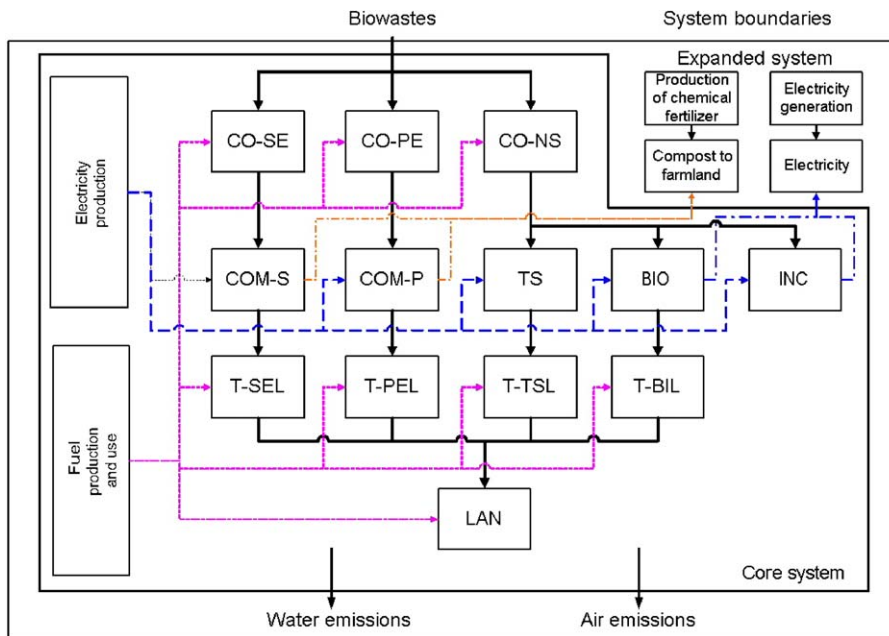 Biowastes
System boundaries
Expanded system
Electricity
production
CO-SE
CO-PE
CO-NS
Production
of chemical
fertilizer
Electricity
generation
Compost to
farmland
Electricity
COM-S
COM-P
TS
BIO
INC
Fuel
production
and use
T-SEL
T-PEL
T-TSL
T-BIL
LAN
Core system
Water emissions
Air emissions